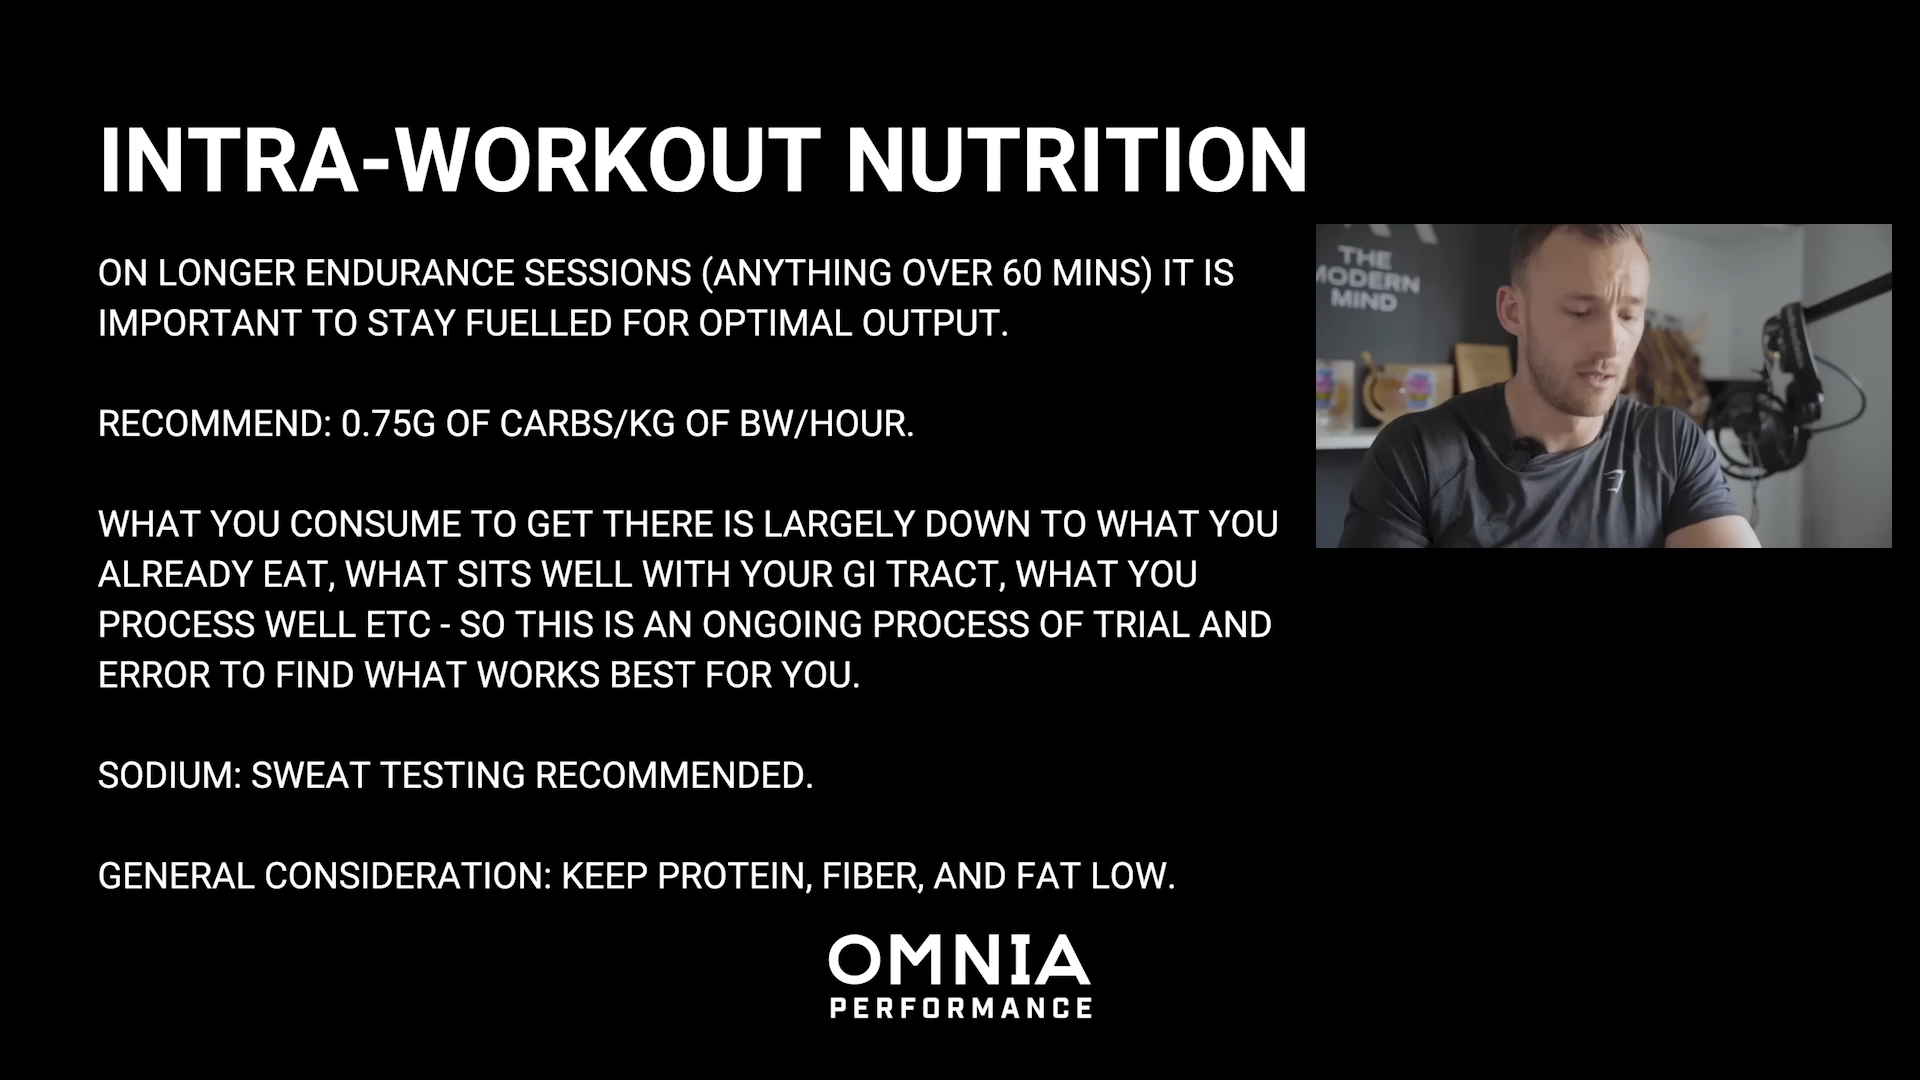 INTRA-WORKOUT NUTRITION
ON LONGER ENDURANCE SESSIONS (ANYTHING OVER 60 MINS) IT IS
IMPORTANT TO STAY FUELLED FOR OPTIMAL OUTPUT.
RECOMMEND: 0.75G OF CARBS/KG OF BW/HOUR.
WHAT YOU CONSUME TO GET THERE IS LARGELY DOWN TO WHAT YOU
ALREADY EAT, WHAT SITS WELL WITH YOUR GI TRACT, WHAT YOU
PROCESS WELL ETC - SO THIS IS AN ONGOING PROCESS OF TRIAL AND
ERROR TO FIND WHAT WORKS BEST FOR YOU.
SODIUM: SWEAT TESTING RECOMMENDED.
GENERAL CONSIDERATION: KEEP PROTEIN, FIBER, AND FAT LOW.
THE
MODERN
MIND
OMNIA
PERFORMANCE